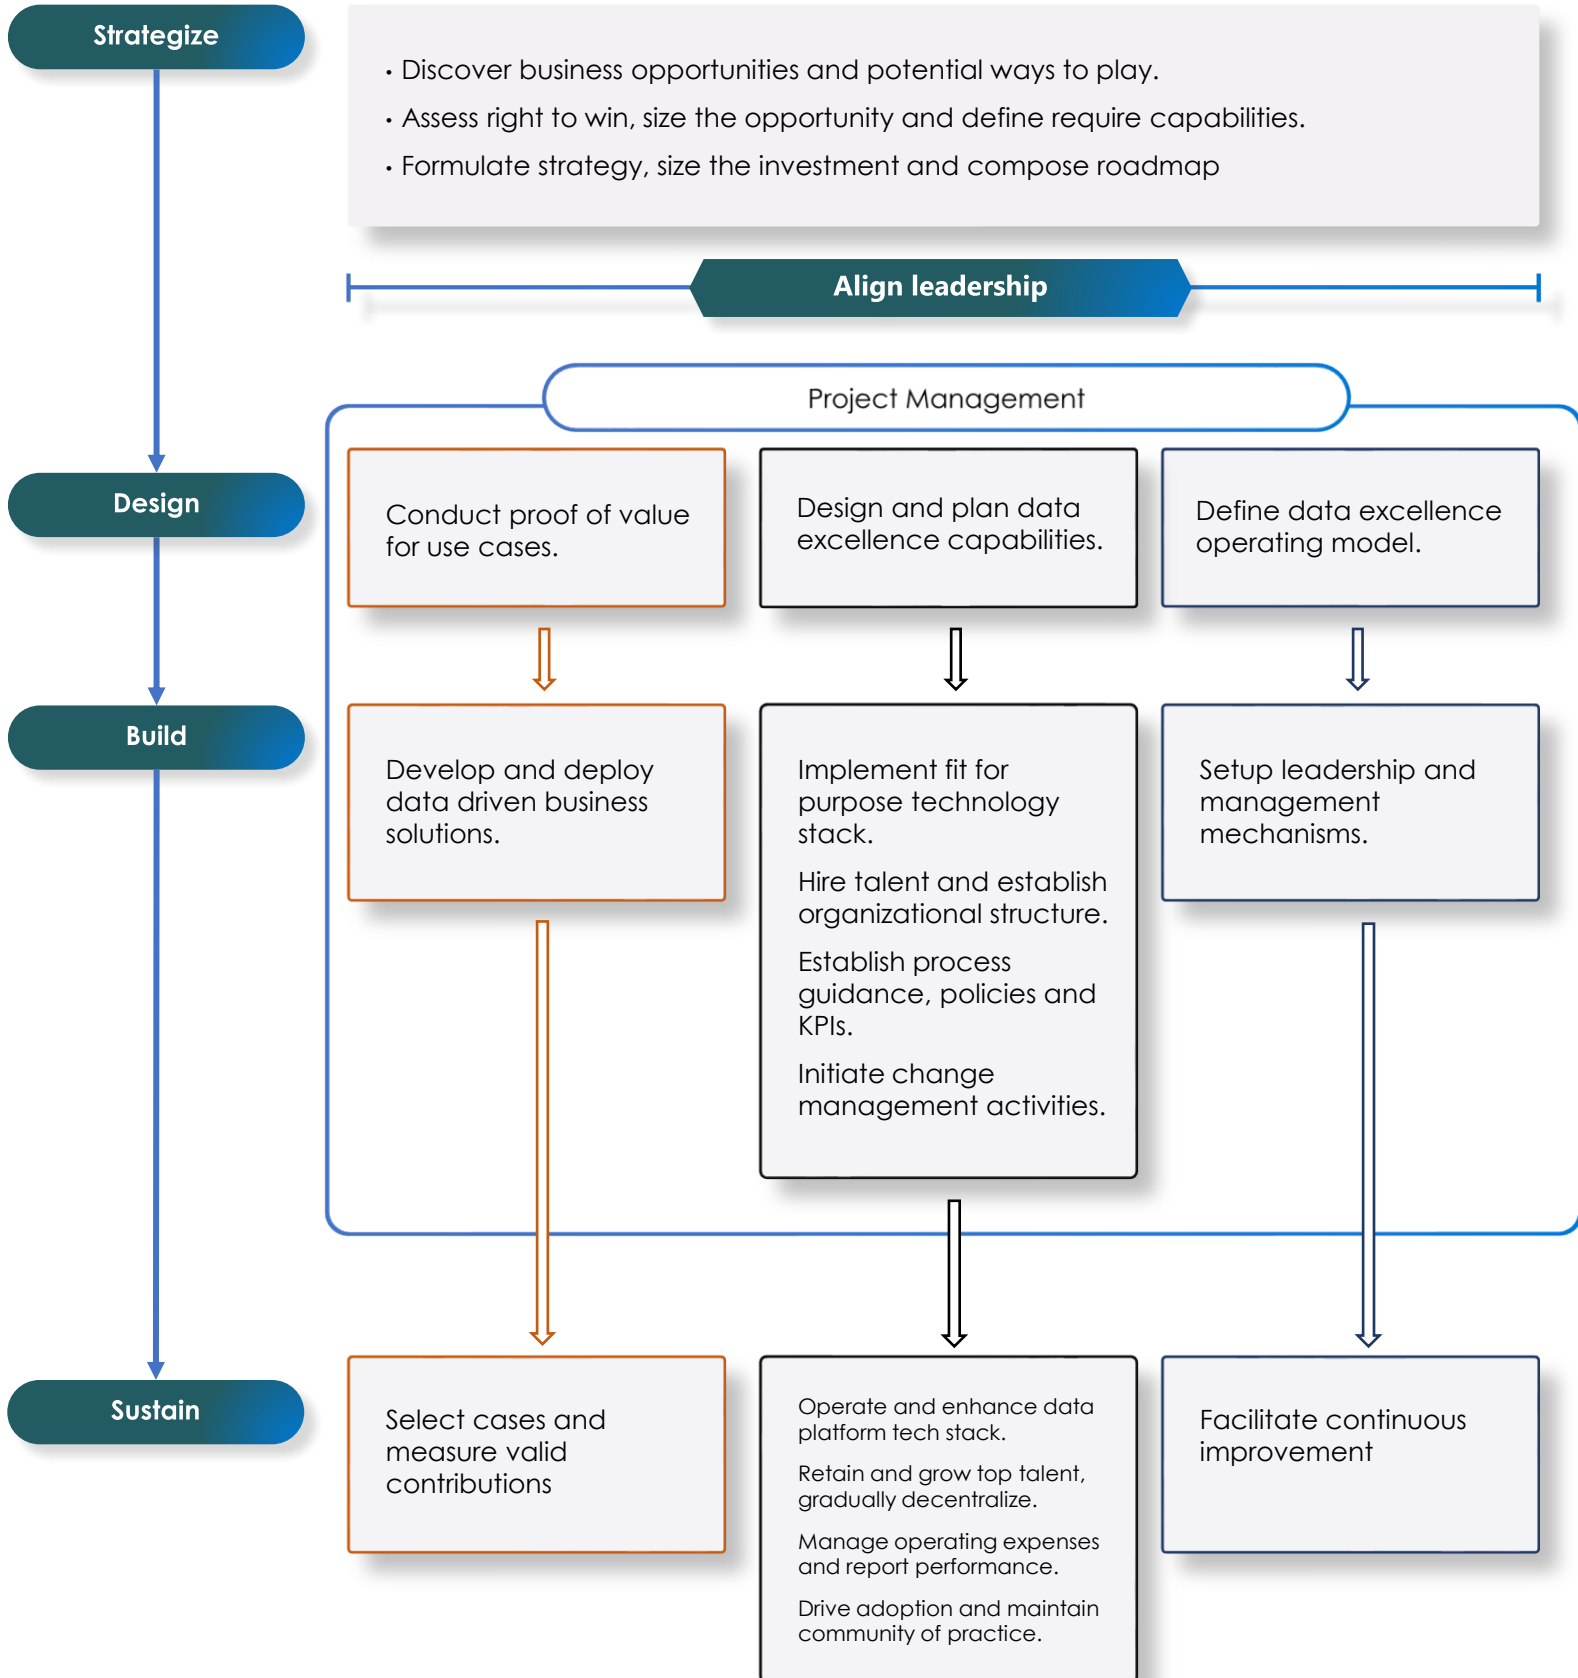 Strategize
• Discover business opportunities and potential ways to play.
• Assess right to win, size the opportunity and define require capabilities.
• Formulate strategy, size the investment and compose roadmap
Align leadership
Project Management
Design
Conduct proof of value
for use cases.
Design and plan data
excellence capabilities.
Define data excellence
operating model.
Build
Develop and deploy
data driven business
solutions.
Implement fit for
purpose technology
stack.
Hire talent and establish
organizational structure.
Establish process
guidance, policies and
KPIs.
Initiate change
management activities.
Setup leadership and
management
mechanisms.
Sustain
Select cases and
measure valid
contributions
Operate and enhance data
platform tech stack.
Retain and grow top talent,
gradually decentralize.
Manage operating expenses
and report performance.
Drive adoption and maintain
community of practice.
Facilitate continuous
improvement